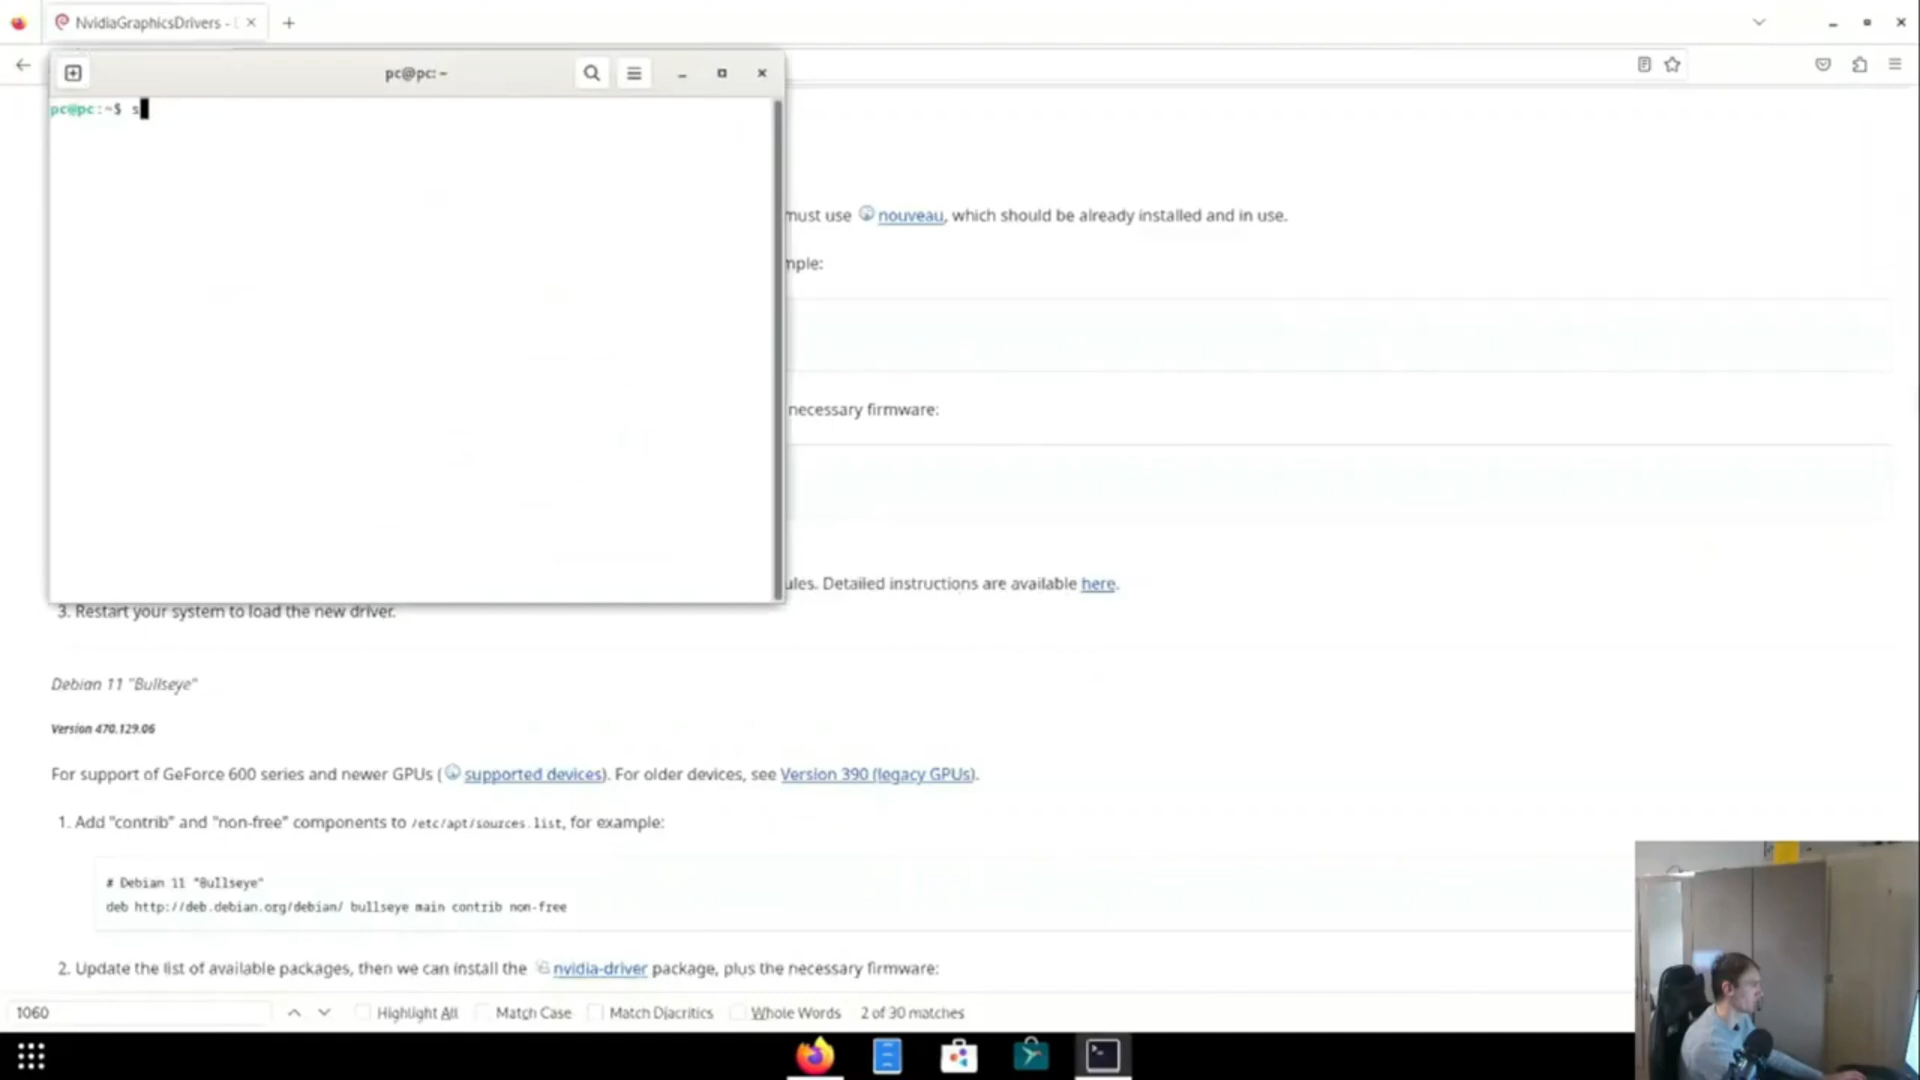 NvidiaGraphicsDrivers -
pc@pc: ~
pc@pc:~$ s
must use nouveau, which should be already installed and in use.
mple:
necessary firmware:
ules. Detailed instructions are available here.
3. Restart your system to load the new driver.
Debian 11 "Bullseye"
Version 470.129.06
For support of GeForce 600 series and newer GPUs ( supported devices). For older devices, see Version 390 (legacy GPUs).
1. Add "contrib" and "non-free" components to /etc/apt/sources.list, for example:
# Debian 11 "Bullseye"
deb http://deb.debian.org/debian/ bullseye main contrib non-free
2. Update the list of available packages, then we can install the nvidia-driver package, plus the necessary firmware:
1060 Highlight All Match Case Match Diacritics Whole Words 2 of 30 matches